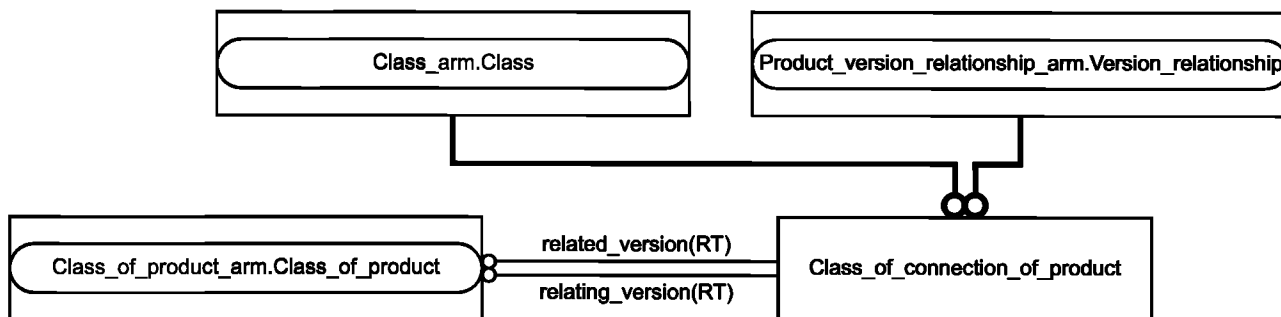 Class_arm.Class
Product_version_relationship_arm.Version_relationship
related_version(RT)
Class_of_product_arm.Class_of_product
Class_of_connection_of_product
relating_version(RT)